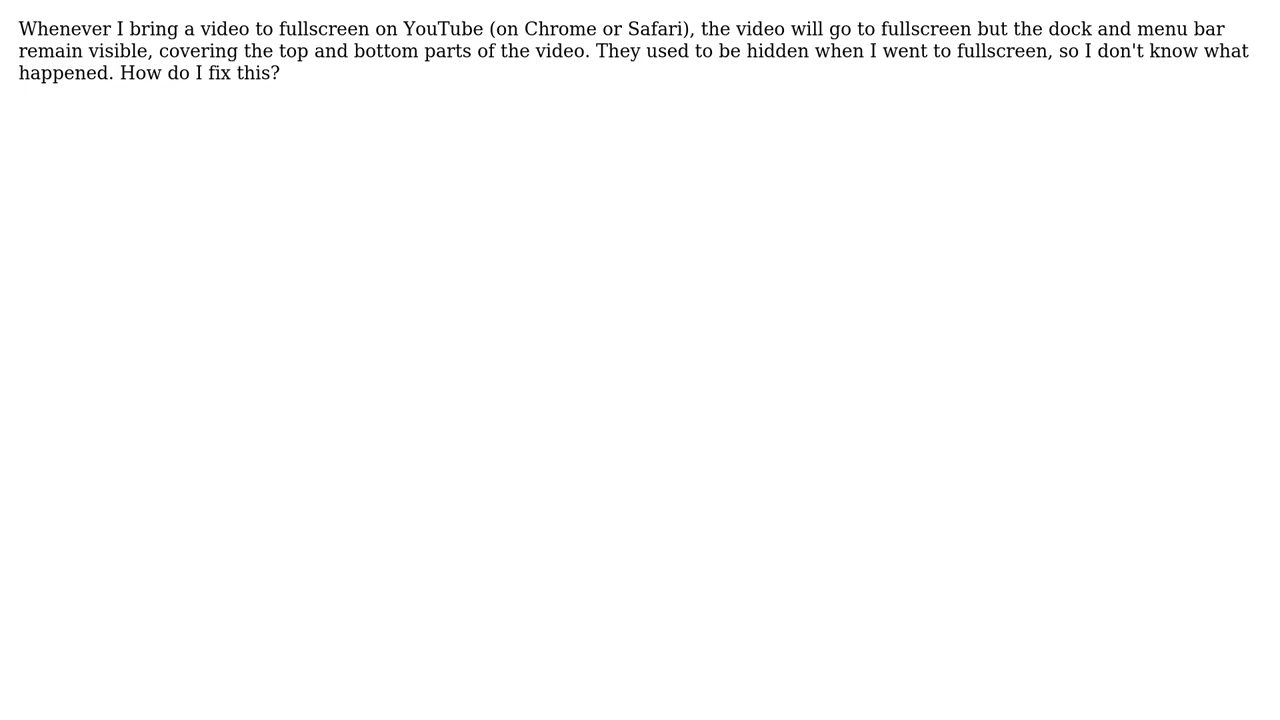 Whenever I bring a video to fullscreen on YouTube (on Chrome or Safari), the video will go to fullscreen but the dock and menu bar
remain visible, covering the top and bottom parts of the video. They used to be hidden when I went to fullscreen, so I don't know what
happened. How do I fix this?